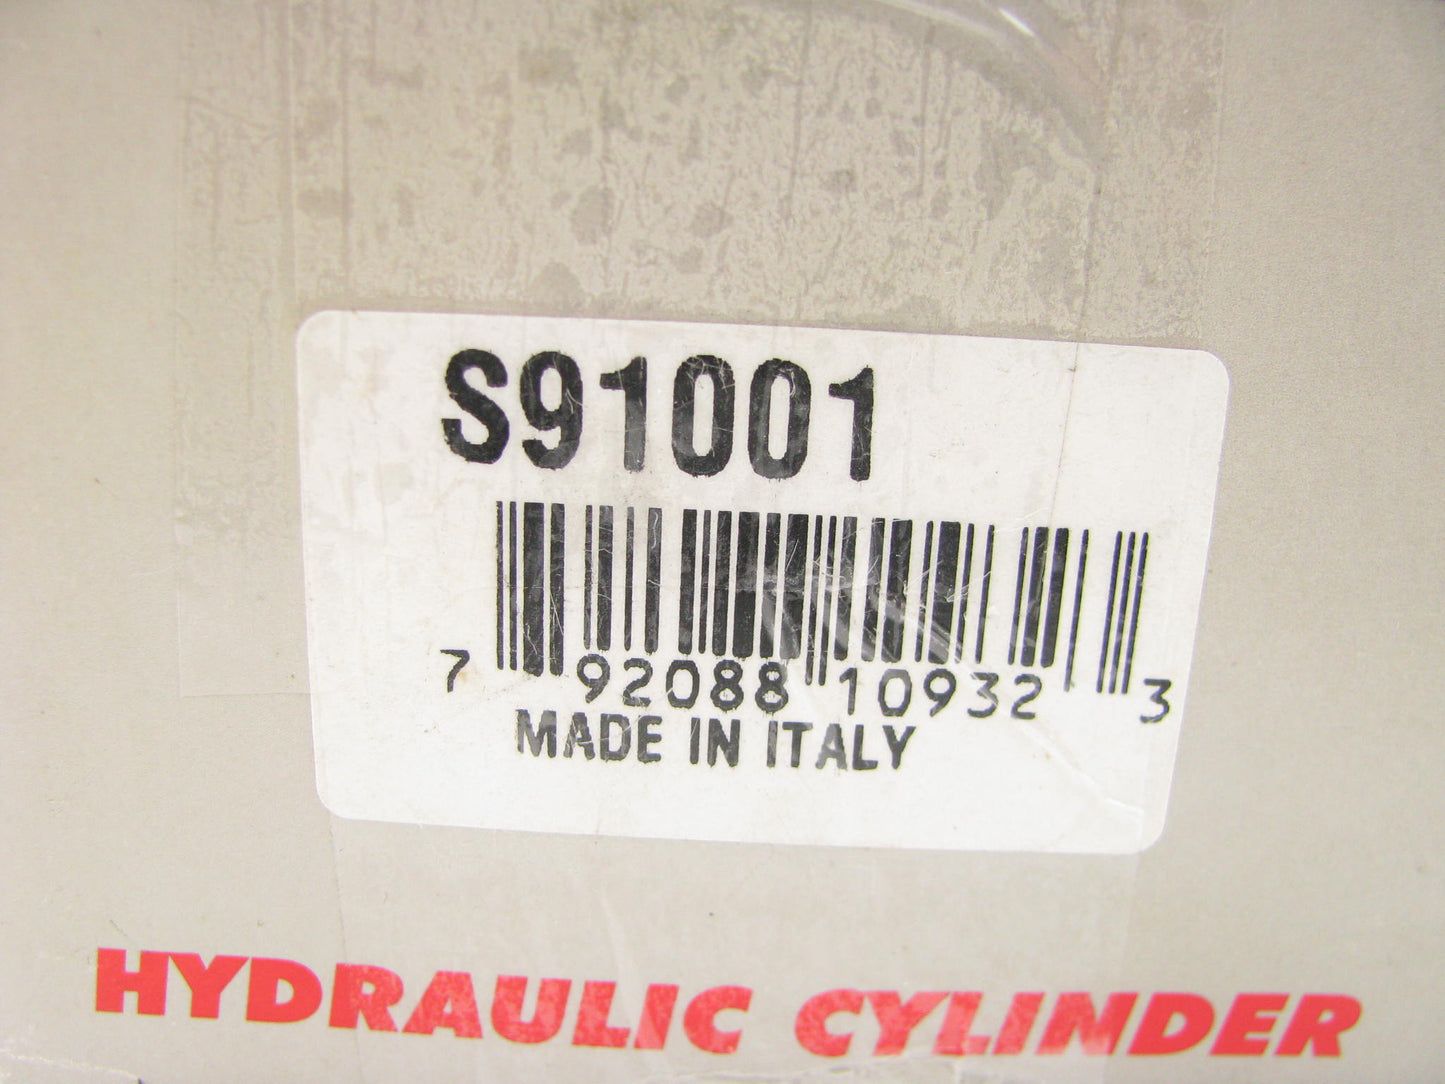 S91001
7 92088 10932 3
MADE IN ITALY
HYDRAULIC CYLINDER